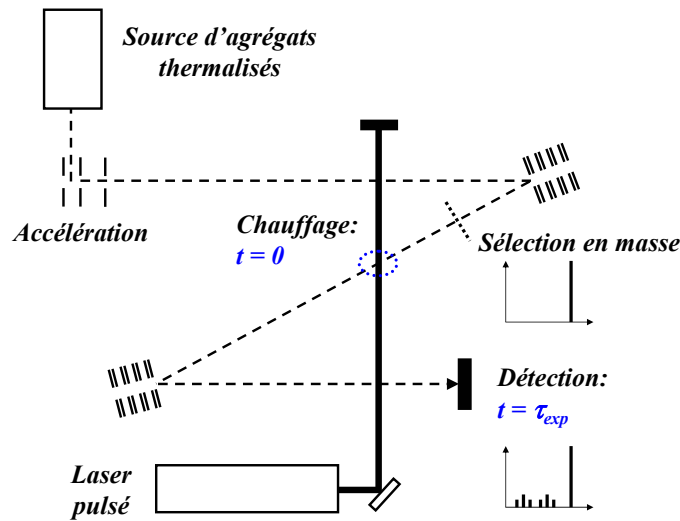 Source d'agrégats
thermalisés
Accélération
Chauffage:
t = 0
Sélection en masse
Détection:
t = τexp
Laser
pulsé